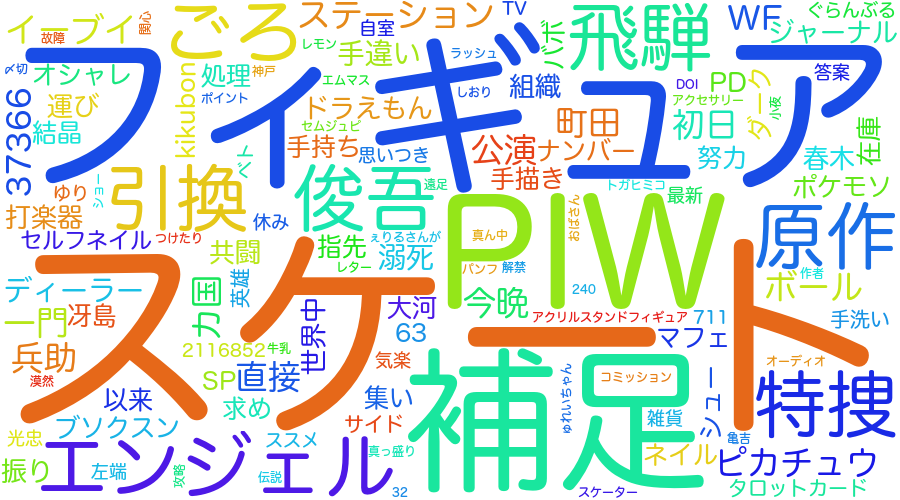 イーブイ
故障
関心
ごろ
ステーション
TV
自室
レモン
手違い
ラッシュ
バボ
飛騨
WF
ぐらんぶる
ジャーナル
〆切
オシャレ
処理
神戸
エムマス
しおり
組織
DOI
PD
答案
フィギュア
37366
運び
結晶
kikubon
ポイント
ドラえもん
セムジュピ
手持ち
思いつき
アクセサリー
ダーク
小夜
町田
初日
在庫
公演
ナンバー
努力
春木
ゆり
ショー
ベト
引換
俊吾
遠足
手描き
トガヒミコ
最新
ポケモン
打楽器
休み
セルフネイル
つけたり
共闘
指先
レター
えりるさんが
溺死
PIW
真ん中
おばさん
原作
パンフ
解禁
ディーラー
カ国
英雄
世界中
大河
今晩
240
ボール
作者
一門
冴島
スケート
アクリルスタンドフィギュア
711
手洗い
63
マフェ
兵助
2116852
牛乳
気楽
オーディオ
漠然
SP
直接
補足
コミッション
特捜
以来
求め
集い
ゅれいちゃん
シュー
ブソクスン
サイド
雑貨
光忠
ススメ
亀吉
振り
エンジェル
真っ盛り
ネイル
ピカチュウ
左端
攻略
伝説
32
スケーター
タロットカード